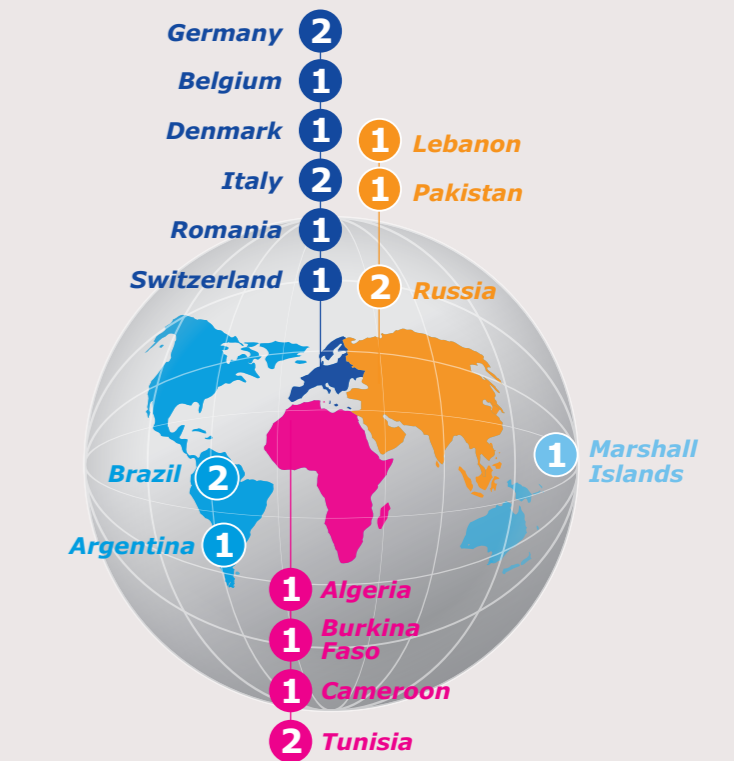 Germany 2
Belgium 1
Denmark 1
1 Lebanon
Italy 2
1 Pakistan
Romania 1
Switzerland 1
2 Russia
1 Marshall
Islands
Brazil 2
Argentina 1
1 Algeria
1 Burkina
Faso
1 Cameroon
2 Tunisia